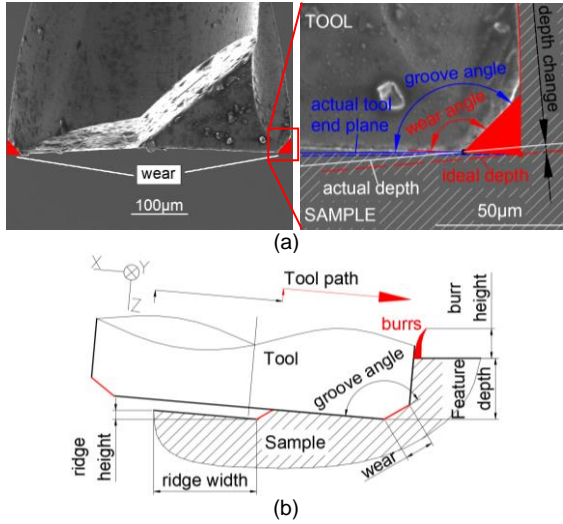 (a)
wear
100µm
TOOL
groove angle
actual tool
end plane
wear angle
depth change
actual depth
ideal depth
SAMPLE
50µm
(a)
X
Y
Z
Tool path
burrs
burr
height
Tool
groove angle
Feature
depth
ridge
height
Sample
wear
ridge width
(b)